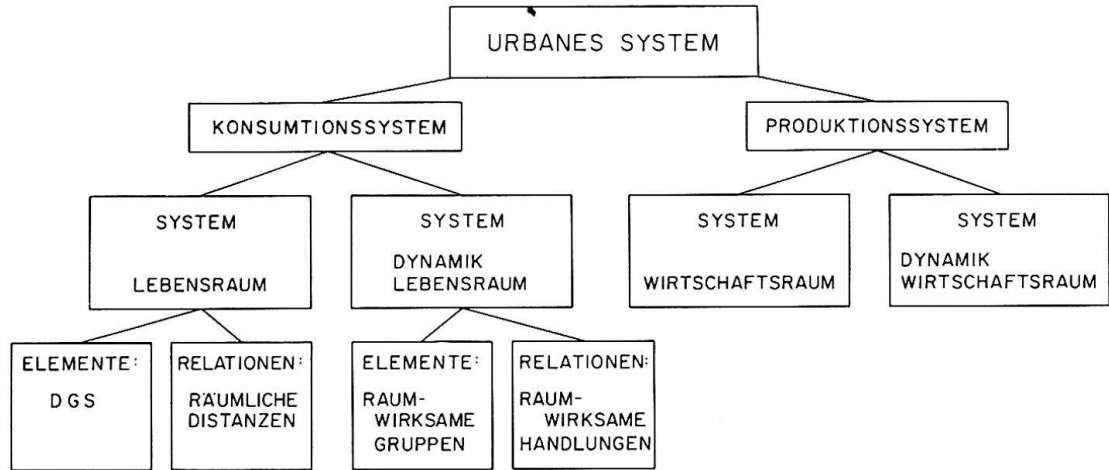 URBANES SYSTEM
KONSUMTIONSSYSTEM
PRODUKTIONSSYSTEM
SYSTEM
LEBENSRAUM
SYSTEM
DYNAMIK
LEBENSRAUM
SYSTEM
WIRTSCHAFTSRAUM
SYSTEM
DYNAMIK
WIRTSCHAFTSRAUM
ELEMENTE:
DGS
RELATIONEN:
RÄUMLICHE
DISTANZEN
ELEMENTE:
RAUM-
WIRKSAME
GRUPPEN
RELATIONEN:
RAUM-
WIRKSAME
HANDLUNGEN